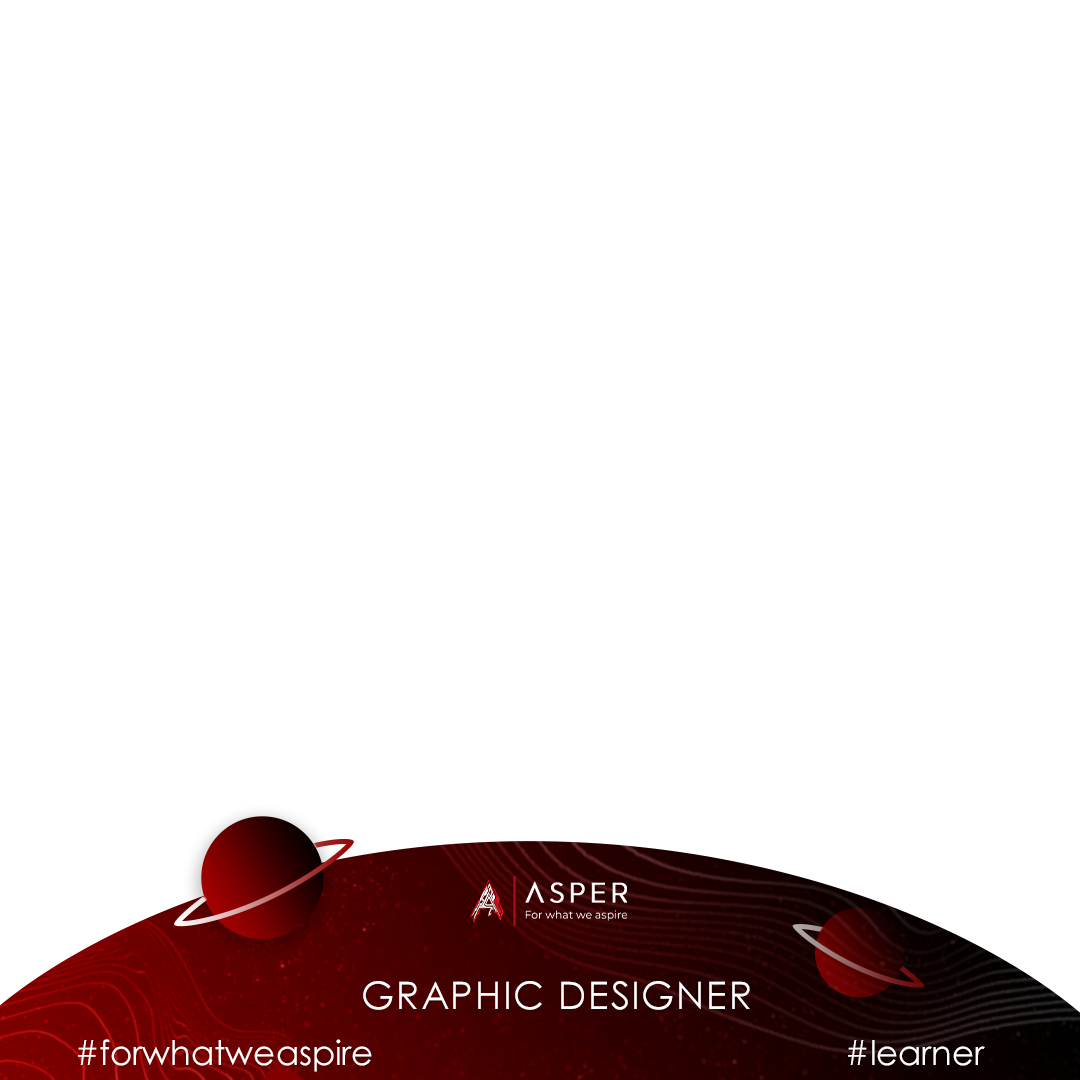 ASPER
For what we aspire
GRAPHIC DESIGNER
#forwhatweaspire
#learner